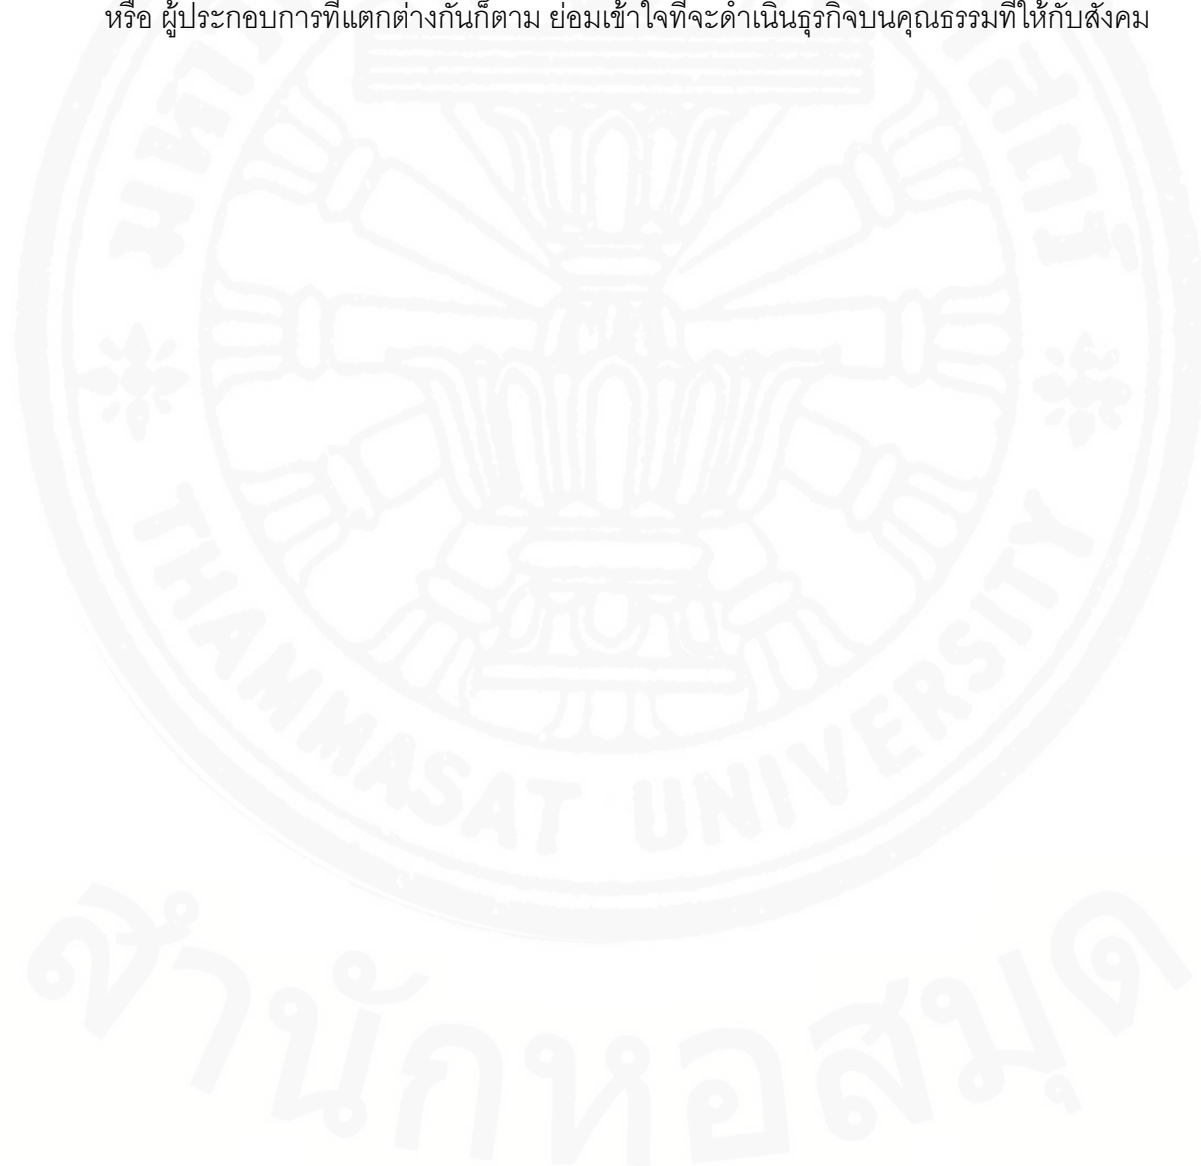 หรือ ผู้ประกอบการที่แตกต่างกันก็ตาม ย่อมเข้าใจที่จะดำเนินธุรกิจบนคุณธรรมที่ให้กับสังคม
THAMMASAT UNIVERSITY
สำนักหอสมุด